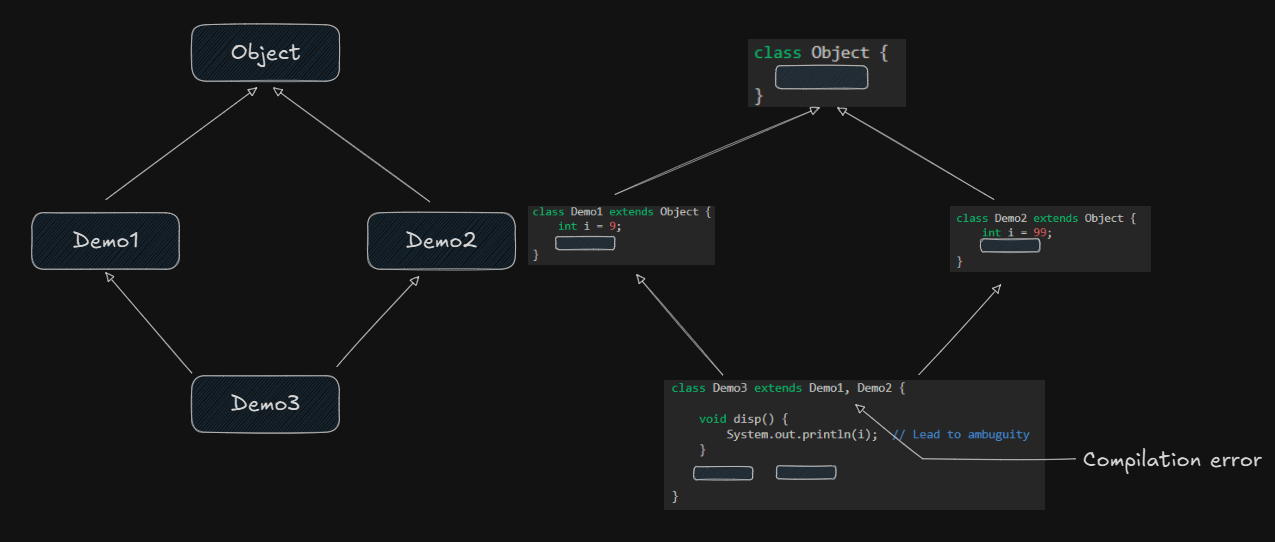 Object
Demo1
Demo2
Demo3
class Object {
}
class Demo1 extends Object {
int i = 9;
}
class Demo2 extends Object {
int i = 99;
}
class Demo3 extends Demo1, Demo2 {
void disp() {
System.out.println(i); // Lead to ambuguity
}
}
Compilation error